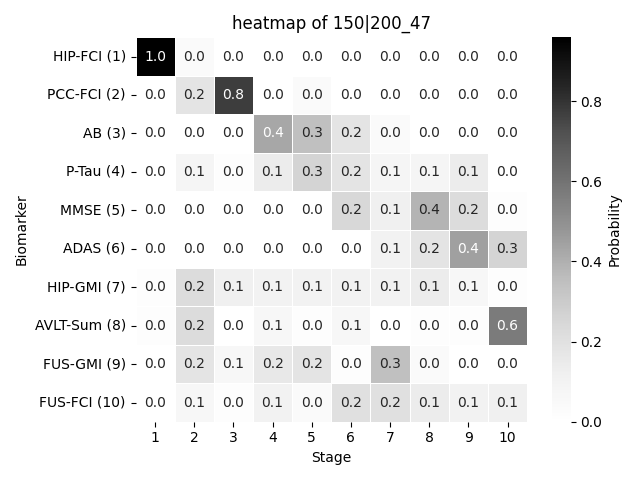 heatmap of 150|200_47
HIP-FCI (1) 1.0 0.0 0.0 0.0 0.0 0.0 0.0 0.0 0.0 0.0
PCC-FCI (2) 0.0 0.2 0.8 0.0 0.0 0.0 0.0 0.0 0.0 0.0
AB (3) 0.0 0.0 0.0 0.4 0.3 0.2 0.0 0.0 0.0 0.0
P-Tau (4) 0.0 0.1 0.0 0.1 0.3 0.2 0.1 0.1 0.1 0.0
MMSE (5) 0.0 0.0 0.0 0.0 0.0 0.2 0.1 0.4 0.2 0.0
ADAS (6) 0.0 0.0 0.0 0.0 0.0 0.0 0.1 0.2 0.4 0.3
HIP-GMI (7) 0.0 0.2 0.1 0.1 0.1 0.1 0.1 0.1 0.1 0.0
AVLT-Sum (8) 0.0 0.2 0.0 0.1 0.0 0.1 0.0 0.0 0.0 0.6
FUS-GMI (9) 0.0 0.2 0.1 0.2 0.2 0.0 0.3 0.0 0.0 0.0
FUS-FCI (10) 0.0 0.1 0.0 0.1 0.0 0.2 0.2 0.1 0.1 0.1
1 2 3 4 5 6 7 8 9 10
Stage
Biomarker
0.8
0.6
0.4
0.2
0.0
Probability